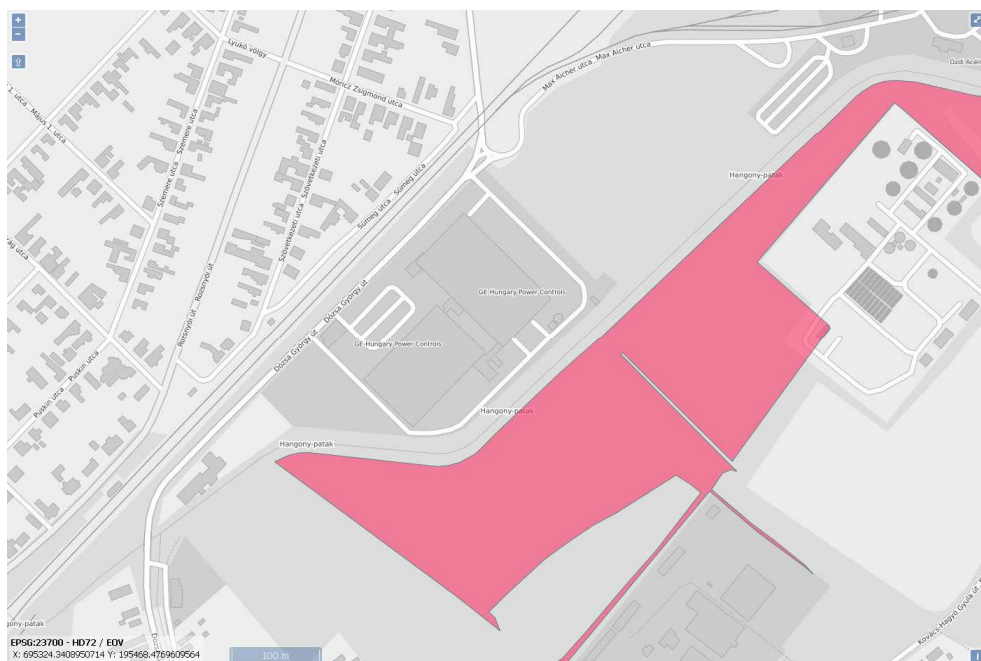 +
−
⇧
Lyukó völgy
Móricz Zsigmond utca
Max Aicher utca
Max Aicher utca
Ózdi Acélm
1. utca
Május 1. utca
Szemere utca
Szemere utca
Szövetkezeti utca
Szövetkezeti utca
Sümeg utca
Sümeg utca
Hangony-patak
Rozsnyói út
Rozsnyói út
Dózsa György út
Dózsa György út
GE-Hungary Power Controls
GE-Hungary Power Controls
Puskin utca
Puskin utca
Hangony-patak
Hangony-patak
Kovács Hagyó Gyula út
gony-patak
EPSG:23700 - HD72 / EOV
X: 695324.3408950714 Y: 195468.4769609564
100 m
i